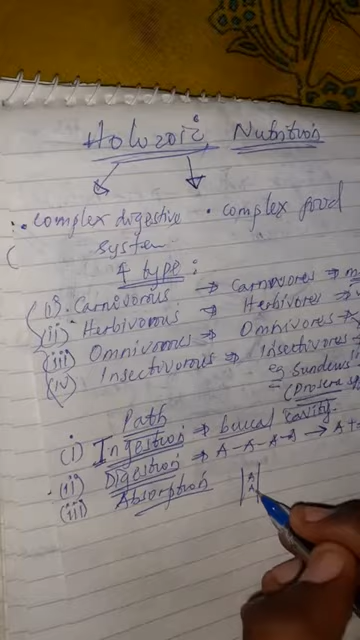 Holozoic Nutrition
• complex digestive • complex food
system
4 type :
(i) • Carnevorous → Carnivores →
(ii) • Herbivorous → Herbivores →
(iii) Omnivorous → Omnivores →
(iv) Insectivorous → Insectivores →
eg Sundews
(Drosera
Path
(i) Ingestion → buccal cavity.
(ii) Digestion → A-A-A-A → A+
(iii) Absorption
A
A